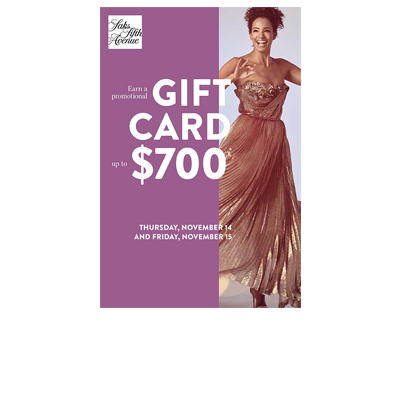 Saks
Fifth
Avenue
Earn a
promotional
GIFT
CARD
up to
$700*
THURSDAY, NOVEMBER 14
AND FRIDAY, NOVEMBER 15